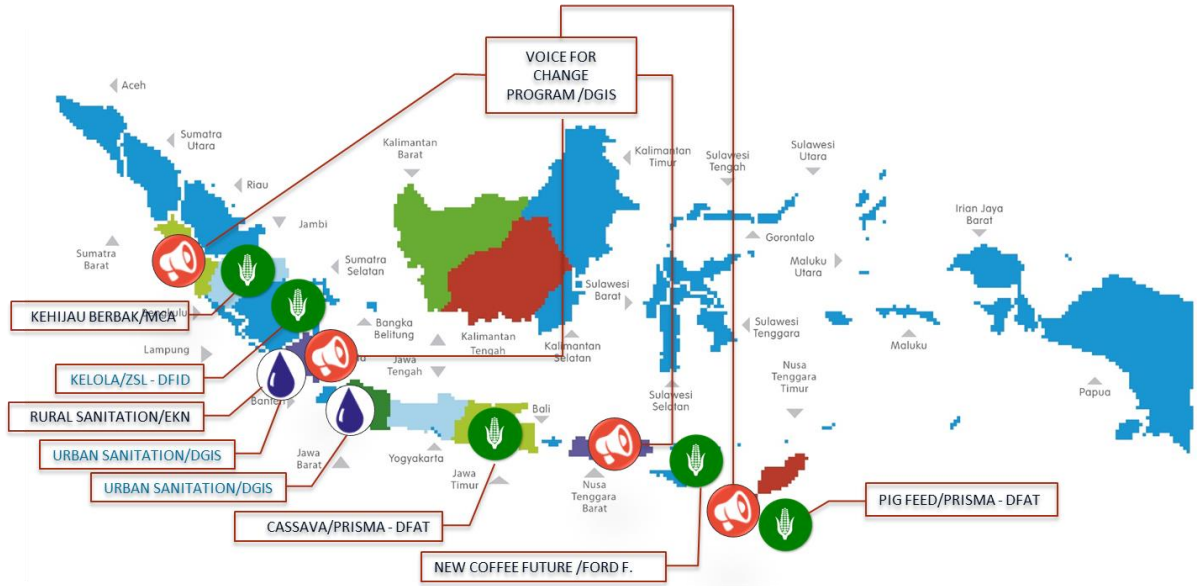 VOICE FOR
CHANGE
PROGRAM /DGIS
Aceh
Sumatra
Utara
Riau
Jambi
Sumatra
Barat
Sumatra
Selatan
Kalimantan
Barat
Kalimantan
Timur
Sulawesi
Tengah
Sulawesi
Utara
Irian Jaya
Barat
Gorontalo
Maluku
Utara
Sulawesi
Barat
Sulawesi
Tenggara
Maluku
Papua
KEHIJAU BERBAK/MCA
Bangka
Belitung
Lampung
Jawa
Tengah
Kalimantan
Tengah
Kalimantan
Selatan
Nusa
Tenggara
Timur
KELOLA/ZSL - DFID
RURAL SANITATION/EKN
Banten
URBAN SANITATION/DGIS
Jawa
Barat
Yogyakarta
Jawa
Timur
Bali
Sulawesi
Selatan
Nusa
Tenggara
Barat
URBAN SANITATION/DGIS
CASSAVA/PRISMA - DFAT
PIG FEED/PRISMA - DFAT
NEW COFFEE FUTURE /FORD F.